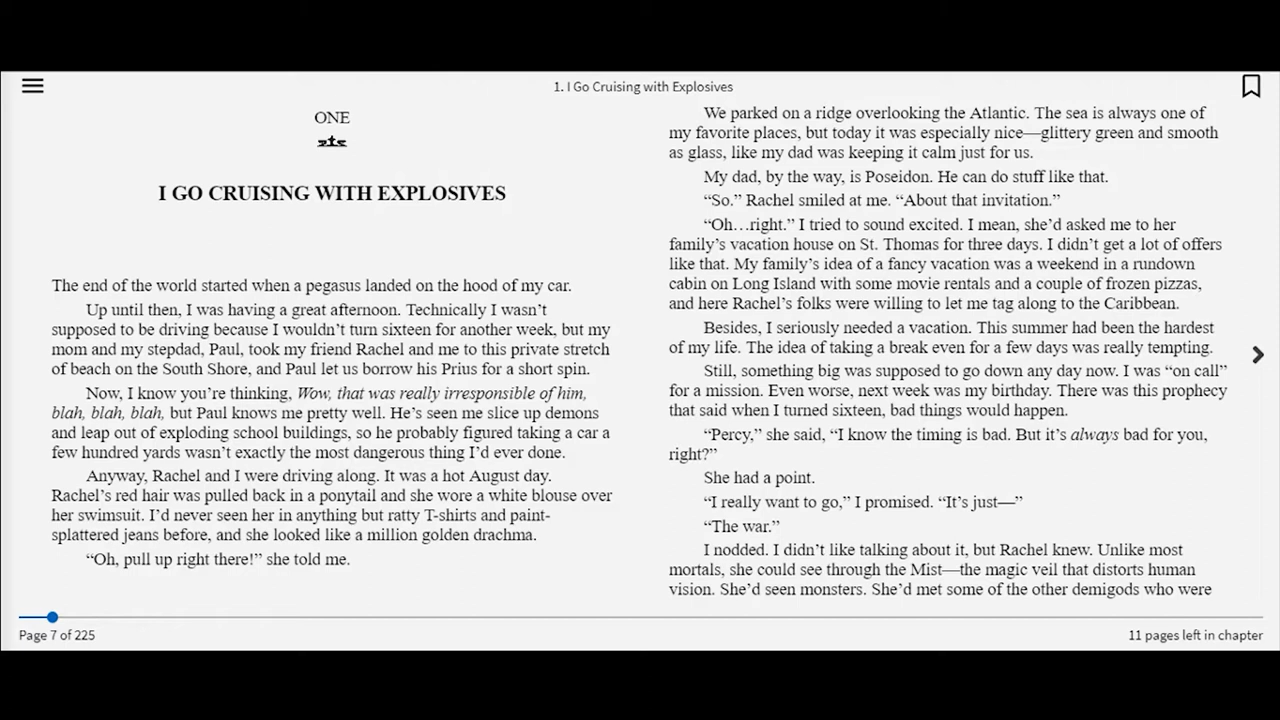 1. I Go Cruising with Explosives
ONE
I GO CRUISING WITH EXPLOSIVES
The end of the world started when a pegasus landed on the hood of my car.
Up until then, I was having a great afternoon. Technically I wasn’t
supposed to be driving because I wouldn’t turn sixteen for another week, but my
mom and my stepdad, Paul, took my friend Rachel and me to this private stretch
of beach on the South Shore, and Paul let us borrow his Prius for a short spin.
Now, I know you’re thinking, Wow, that was really irresponsible of him,
blah, blah, blah, but Paul knows me pretty well. He’s seen me slice up demons
and leap out of exploding school buildings, so he probably figured taking a car a
few hundred yards wasn’t exactly the most dangerous thing I’d ever done.
Anyway, Rachel and I were driving along. It was a hot August day.
Rachel’s red hair was pulled back in a ponytail and she wore a white blouse over
her swimsuit. I’d never seen her in anything but ratty T-shirts and paint-
splattered jeans before, and she looked like a million golden drachma.
“Oh, pull up right there!” she told me.
We parked on a ridge overlooking the Atlantic. The sea is always one of
my favorite places, but today it was especially nice—glittery green and smooth
as glass, like my dad was keeping it calm just for us.
My dad, by the way, is Poseidon. He can do stuff like that.
“So.” Rachel smiled at me. “About that invitation.”
“Oh…right.” I tried to sound excited. I mean, she’d asked me to her
family’s vacation house on St. Thomas for three days. I didn’t get a lot of offers
like that. My family’s idea of a fancy vacation was a weekend in a rundown
cabin on Long Island with some movie rentals and a couple of frozen pizzas,
and here Rachel’s folks were willing to let me tag along to the Caribbean.
Besides, I seriously needed a vacation. This summer had been the hardest
of my life. The idea of taking a break even for a few days was really tempting.
Still, something big was supposed to go down any day now. I was “on call”
for a mission. Even worse, next week was my birthday. There was this prophecy
that said when I turned sixteen, bad things would happen.
“Percy,” she said, “I know the timing is bad. But it’s always bad for you,
right?”
She had a point.
“I really want to go,” I promised. “It’s just—”
“The war.”
I nodded. I didn’t like talking about it, but Rachel knew. Unlike most
mortals, she could see through the Mist—the magic veil that distorts human
vision. She’d seen monsters. She’d met some of the other demigods who were
Page 7 of 225
11 pages left in chapter